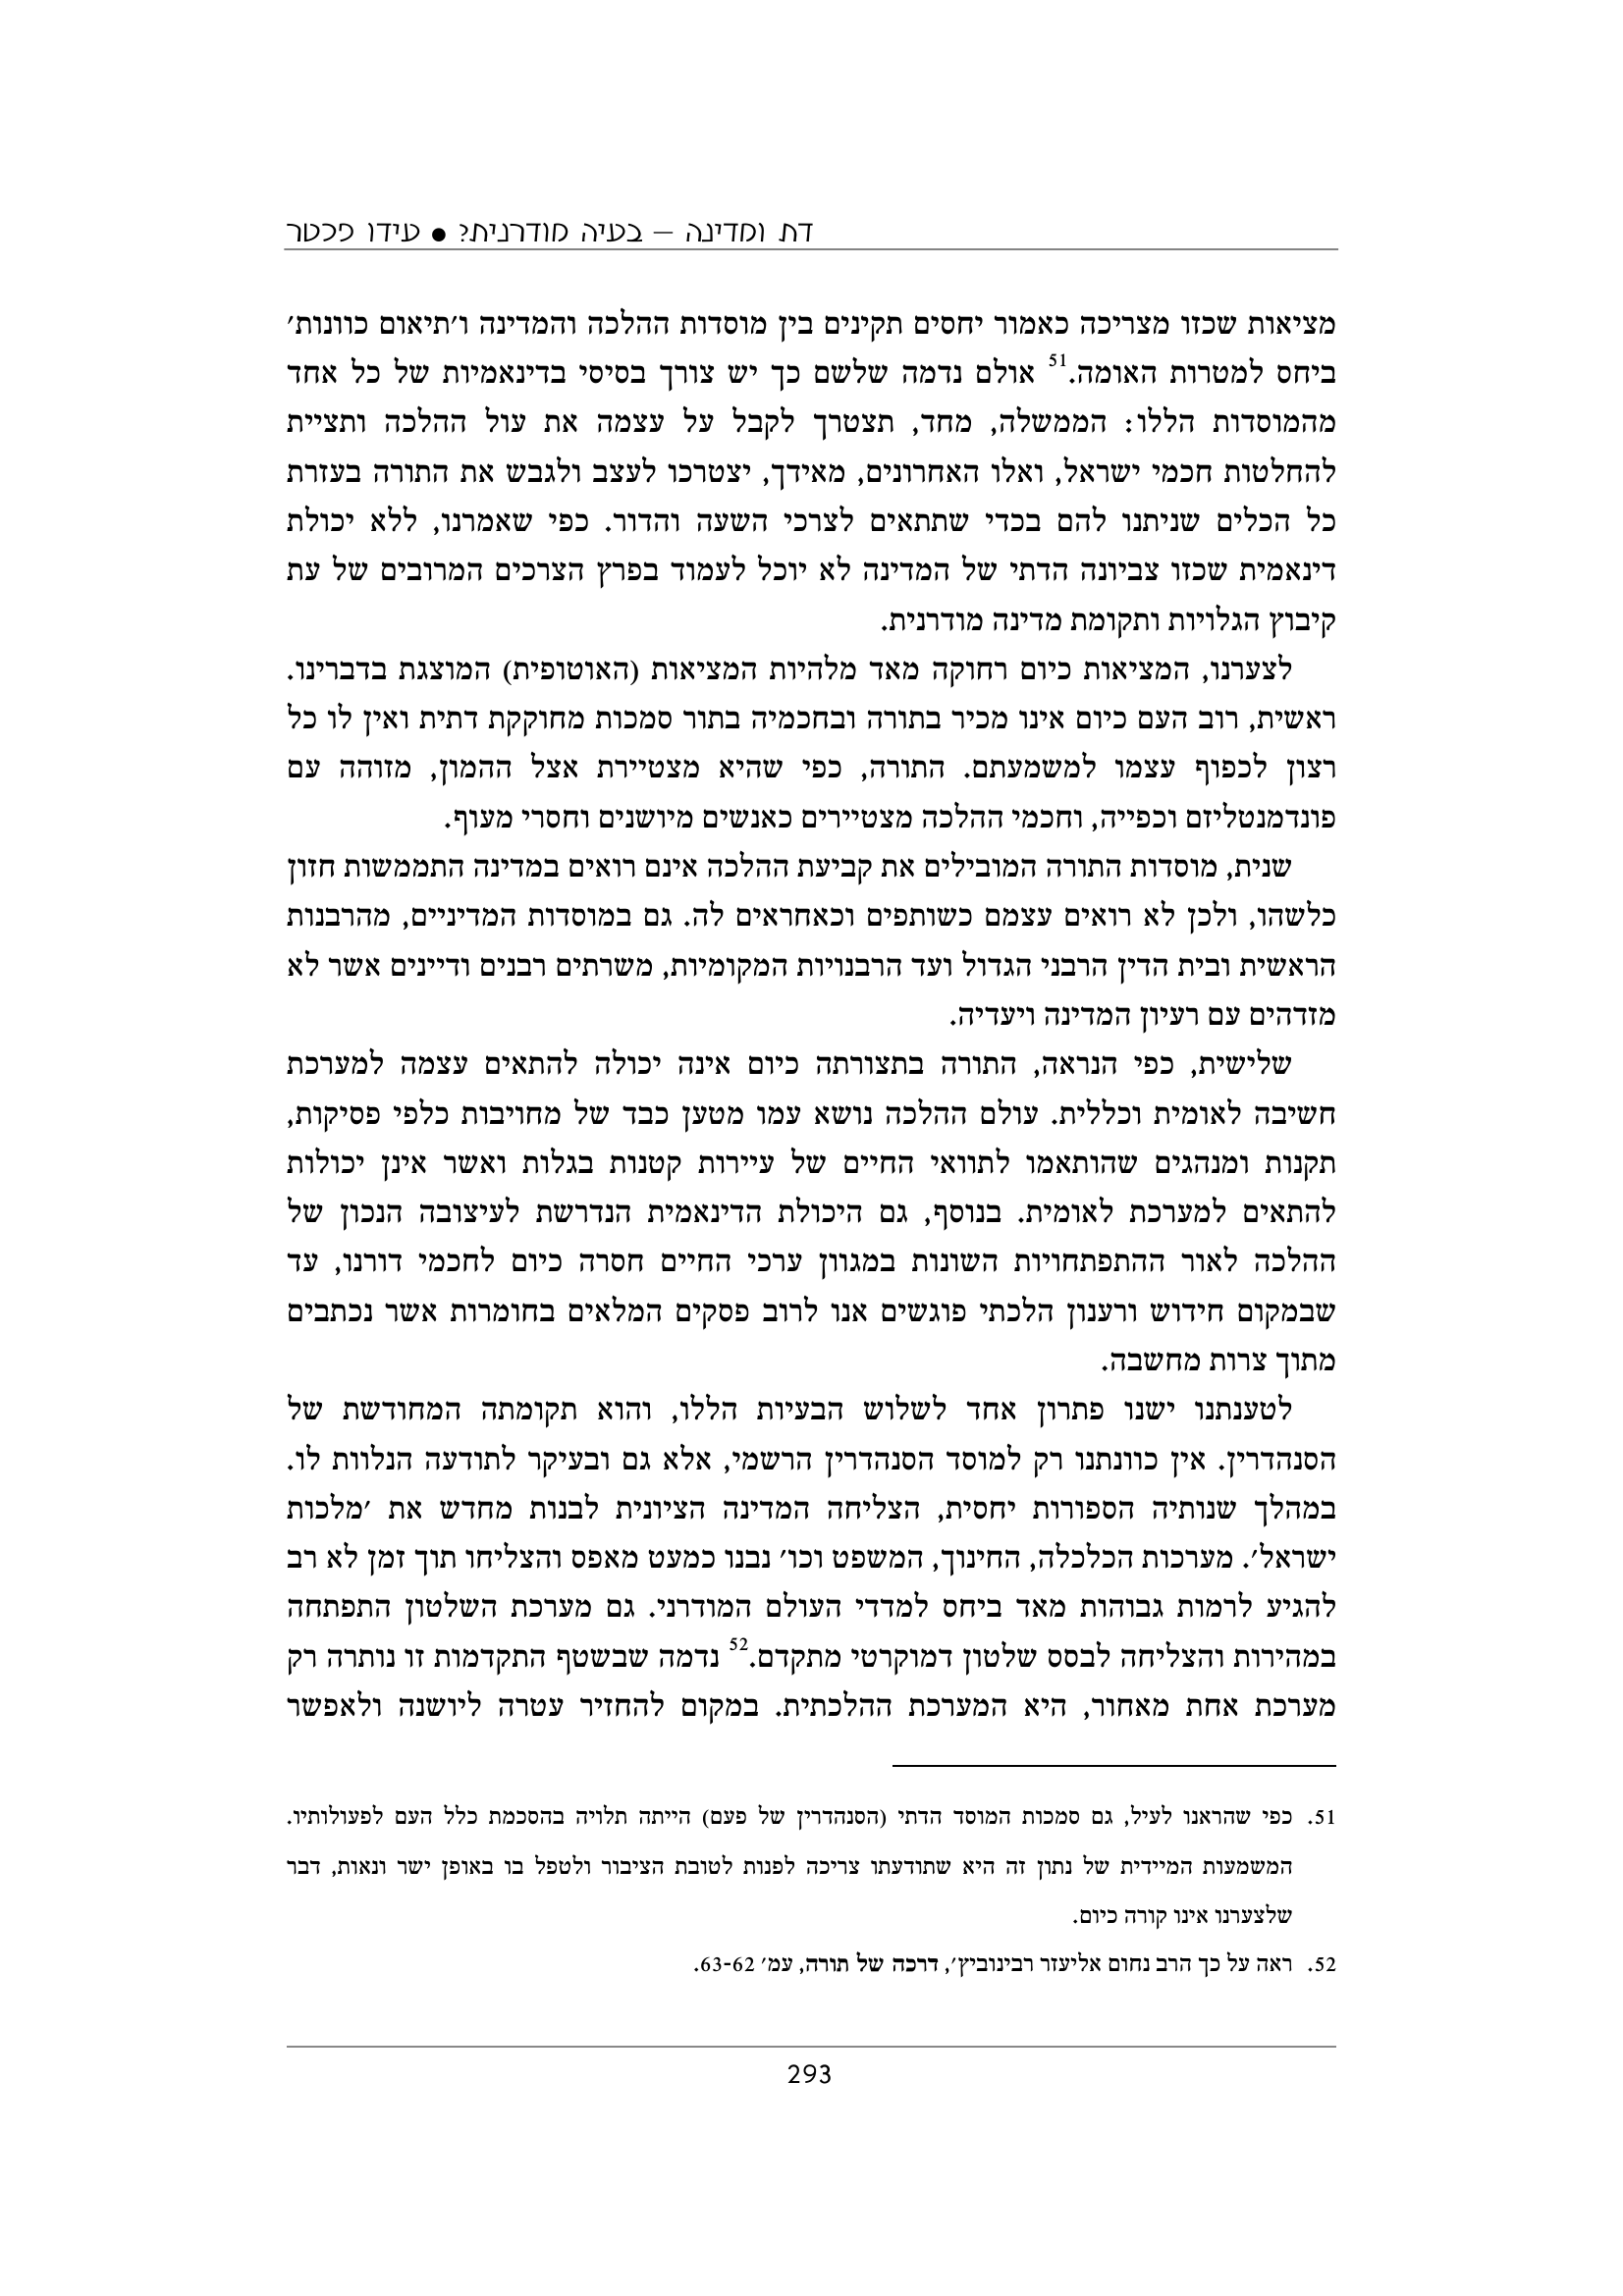 דת ומדינה – בעיה מודרנית? ● עידו פכטר
מציאות שכזו מצריכה כאמור יחסים תקינים בין מוסדות ההלכה והמדינה ו׳תיאום כוונות׳
ביחס למטרות האומה.51 אולם נדמה שלשם כך יש צורך בסיסי בדינאמיות של כל אחד
מהמוסדות הללו: הממשלה, מחד, תצטרך לקבל על עצמה את עול ההלכה ותציית
להחלטות חכמי ישראל, ואלו האחרונים, מאידך, יצטרכו לעצב ולגבש את התורה בעזרת
כל הכלים שניתנו להם בכדי שתתאים לצרכי השעה והדור. כפי שאמרנו, ללא יכולת
דינאמית שכזו צביונה הדתי של המדינה לא יוכל לעמוד בפרץ הצרכים המרובים של עת
קיבוץ הגלויות ותקומת מדינה מודרנית.
לצערנו, המציאות כיום רחוקה מאד מלהיות המציאות (האוטופית) המוצגת בדברינו.
ראשית, רוב העם כיום אינו מכיר בתורה ובחכמיה בתור סמכות מחוקקת דתית ואין לו כל
רצון לכפוף עצמו למשמעתם. התורה, כפי שהיא מצטיירת אצל ההמון, מזוהה עם
פונדמנטליזם וכפייה, וחכמי ההלכה מצטיירים כאנשים מיושנים וחסרי מעוף.
שנית, מוסדות התורה המובילים את קביעת ההלכה אינם רואים במדינה התממשות חזון
כלשהו, ולכן לא רואים עצמם כשותפים וכאחראים לה. גם במוסדות המדיניים, מהרבנות
הראשית ובית הדין הרבני הגדול ועד הרבנויות המקומיות, משרתים רבנים ודיינים אשר לא
מזדהים עם רעיון המדינה ויעדיה.
שלישית, כפי הנראה, התורה בתצורתה כיום אינה יכולה להתאים עצמה למערכת
חשיבה לאומית וכללית. עולם ההלכה נושא עמו מטען כבד של מחויבות כלפי פסיקות,
תקנות ומנהגים שהותאמו לתוואי החיים של עיירות קטנות בגלות ואשר אינן יכולות
להתאים למערכת לאומית. בנוסף, גם היכולת הדינאמית הנדרשת לעיצובה הנכון של
ההלכה לאור ההתפתחויות השונות במגוון ערכי החיים חסרה כיום לחכמי דורנו, עד
שבמקום חידוש ורענון הלכתי פוגשים אנו לרוב פסקים המלאים בחומרות אשר נכתבים
מתוך צרות מחשבה.
לטענתנו ישנו פתרון אחד לשלוש הבעיות הללו, והוא תקומתה המחודשת של
הסנהדרין. אין כוונתנו רק למוסד הסנהדרין הרשמי, אלא גם ובעיקר לתודעה הנלוות לו.
במהלך שנותיה הספורות יחסית, הצליחה המדינה הציונית לבנות מחדש את ׳מלכות
ישראל׳. מערכות הכלכלה, החינוך, המשפט וכו׳ נבנו כמעט מאפס והצליחו תוך זמן לא רב
להגיע לרמות גבוהות מאד ביחס למדדי העולם המודרני. גם מערכת השלטון התפתחה
במהירות והצליחה לבסס שלטון דמוקרטי מתקדם.52 נדמה שבשטף התקדמות זו נותרה רק
מערכת אחת מאחור, היא המערכת ההלכתית. במקום להחזיר עטרה ליושנה ולאפשר
51. כפי שהראנו לעיל, גם סמכות המוסד הדתי (הסנהדרין של פעם) הייתה תלויה בהסכמת כלל העם לפעולותיו.
המשמעות המיידית של נתון זה היא שתודעתו צריכה לפנות לטובת הציבור ולטפל בו באופן ישר ונאות, דבר
שלצערנו אינו קורה כיום.
52. ראה על כך הרב נחום אליעזר רבינוביץ׳, דרכה של תורה, עמ׳ 63-62.
293